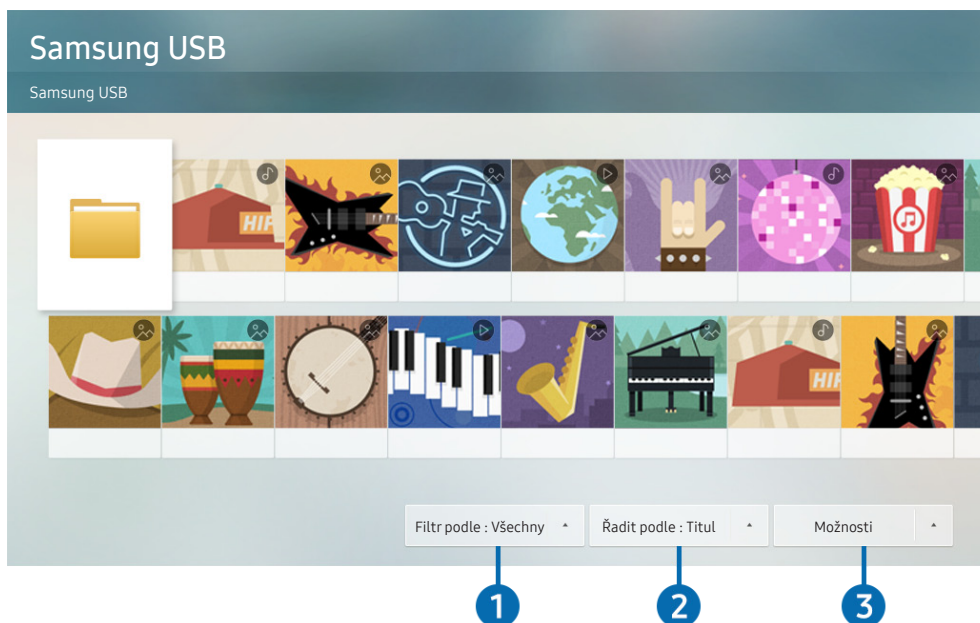 Samsung USB
Samsung USB
HIP
HIP
Filtr podle : Všechny
Řadit podle : Titul
Možnosti
1
2
3